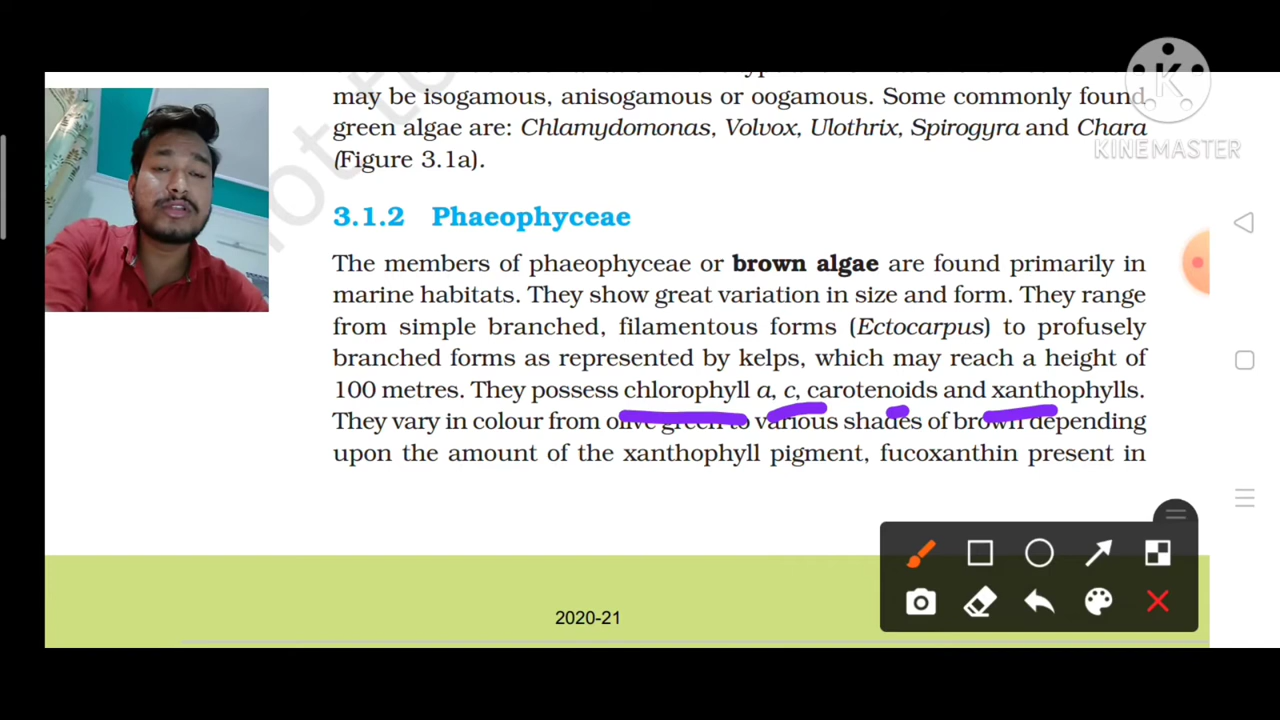 may be isogamous, anisogamous or oogamous. Some commonly found
green algae are: Chlamydomonas, Volvox, Ulothrix, Spirogyra and Chara
(Figure 3.1a).
KINEMASTER
not to
3.1.2 Phaeophyceae
The members of phaeophyceae or brown algae are found primarily in
marine habitats. They show great variation in size and form. They range
from simple branched, filamentous forms (Ectocarpus) to profusely
branched forms as represented by kelps, which may reach a height of
100 metres. They possess chlorophyll a, c, carotenoids and xanthophylls.
They vary in colour from olive green to various shades of brown depending
upon the amount of the xanthophyll pigment, fucoxanthin present in
2020-21